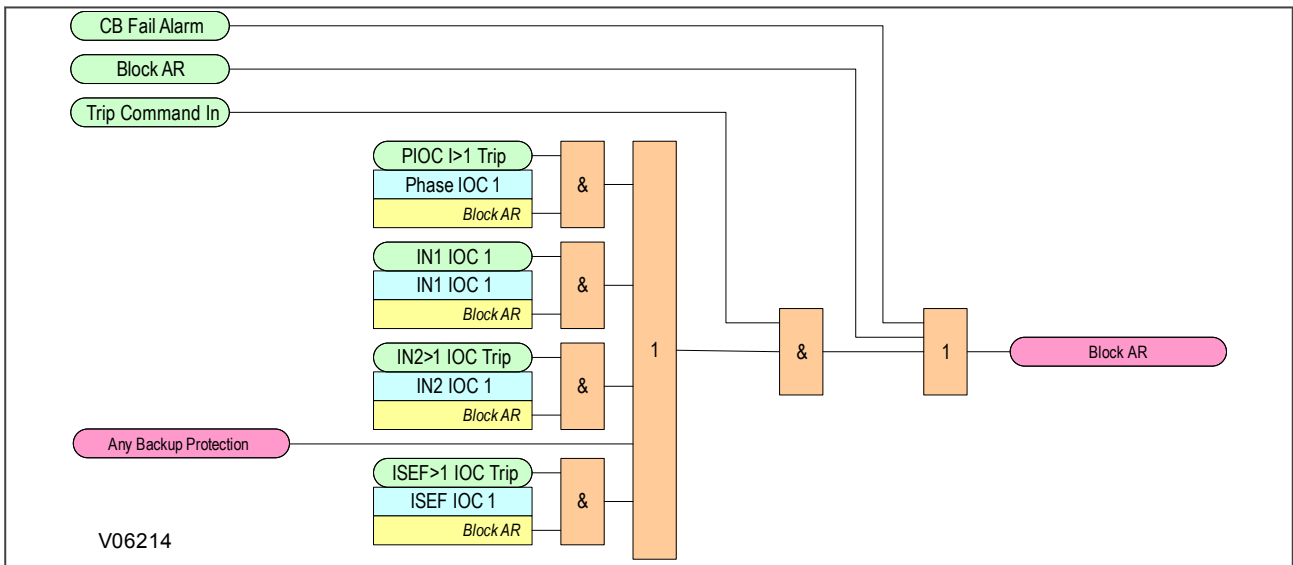 CB Fail Alarm
Block AR
Trip Command In
PIOC I>1 Trip
Phase IOC 1
Block AR
&
IN1 IOC 1
IN1 IOC 1
Block AR
&
IN2>1 IOC Trip
IN2 IOC 1
Block AR
&
1
&
1
Block AR
Any Backup Protection
ISEF>1 IOC Trip
ISEF IOC 1
Block AR
&
V06214